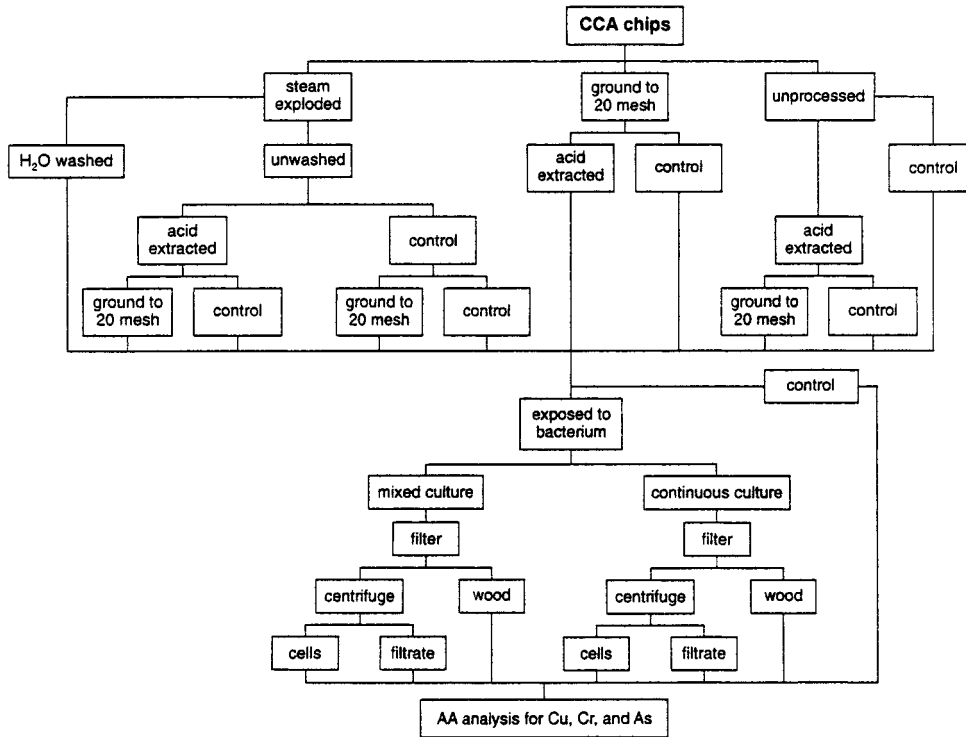 CCA chips
steam
exploded
ground to
20 mesh
unprocessed
H₂O washed
unwashed
acid
extracted
control
control
acid
extracted
control
acid
extracted
ground to
20 mesh
control
ground to
20 mesh
control
ground to
20 mesh
control
control
exposed to
bacterium
mixed culture
continuous culture
filter
filter
centrifuge
wood
centrifuge
wood
cells
filtrate
cells
filtrate
AA analysis for Cu, Cr, and As